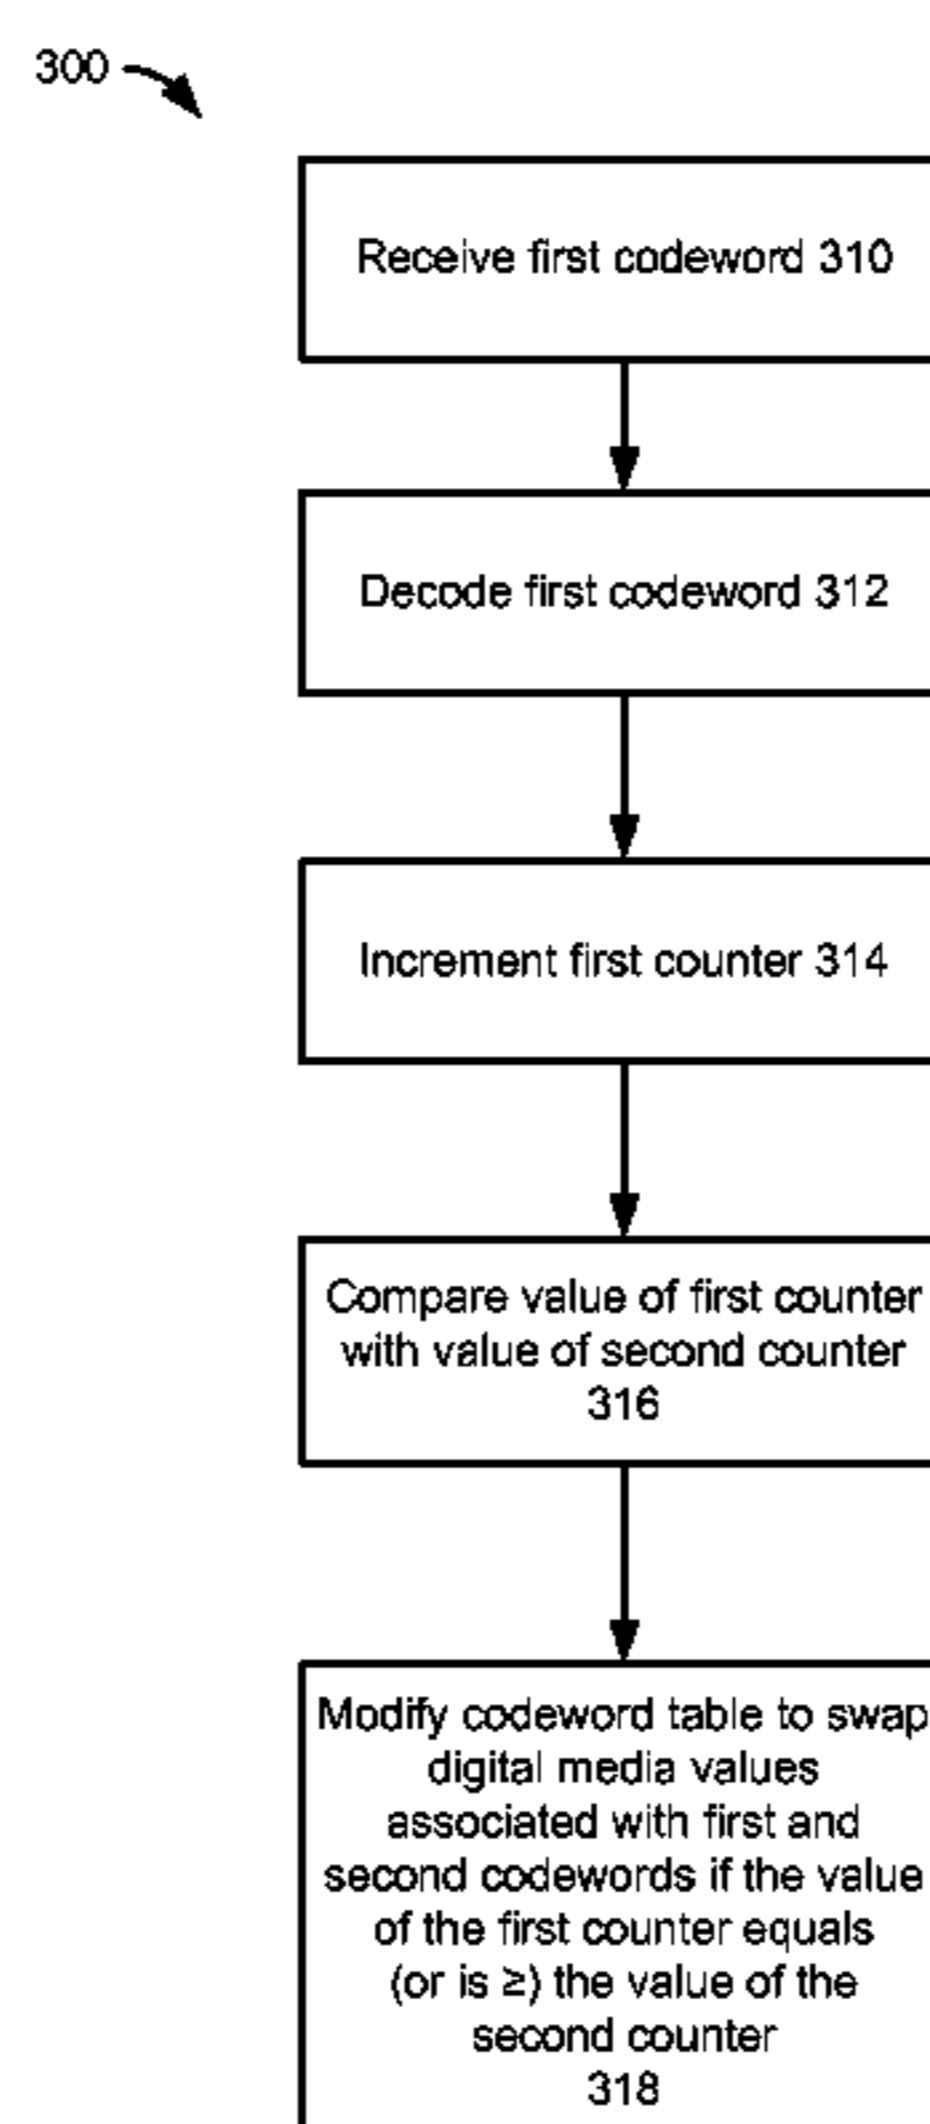 300
Receive first codeword 310
Decode first codeword 312
Increment first counter 314
Compare value of first counter
with value of second counter
316
Modify codeword table to swap
digital media values
associated with first and
second codewords if the value
of the first counter equals
(or is ≥) the value of the
second counter
318